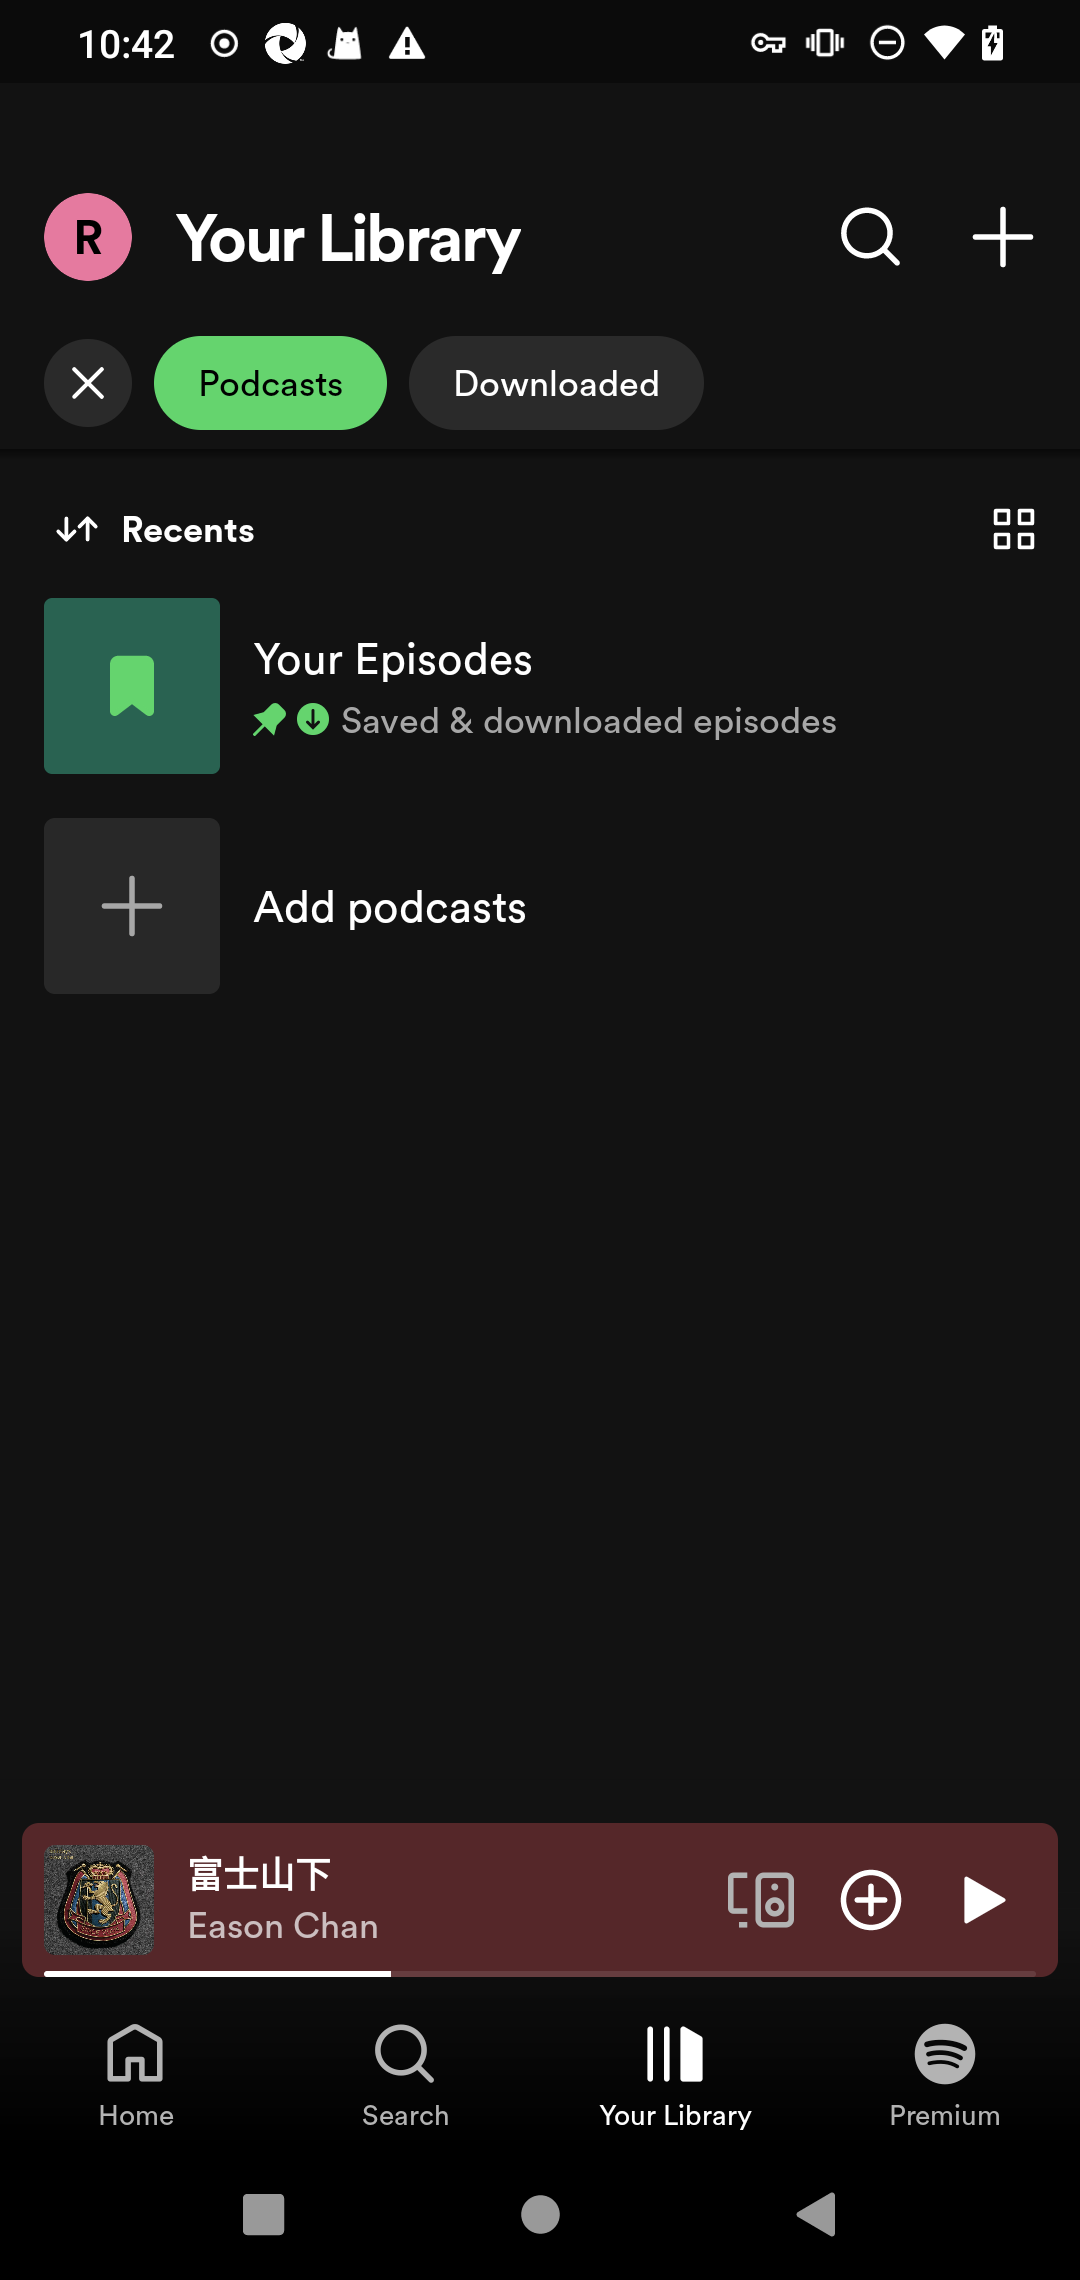 10:42
R
Your Library
Podcasts
Downloaded
Recents
Your Episodes
Saved & downloaded episodes
Add podcasts
富士山下
Eason Chan
Home
Search
Your Library
Premium